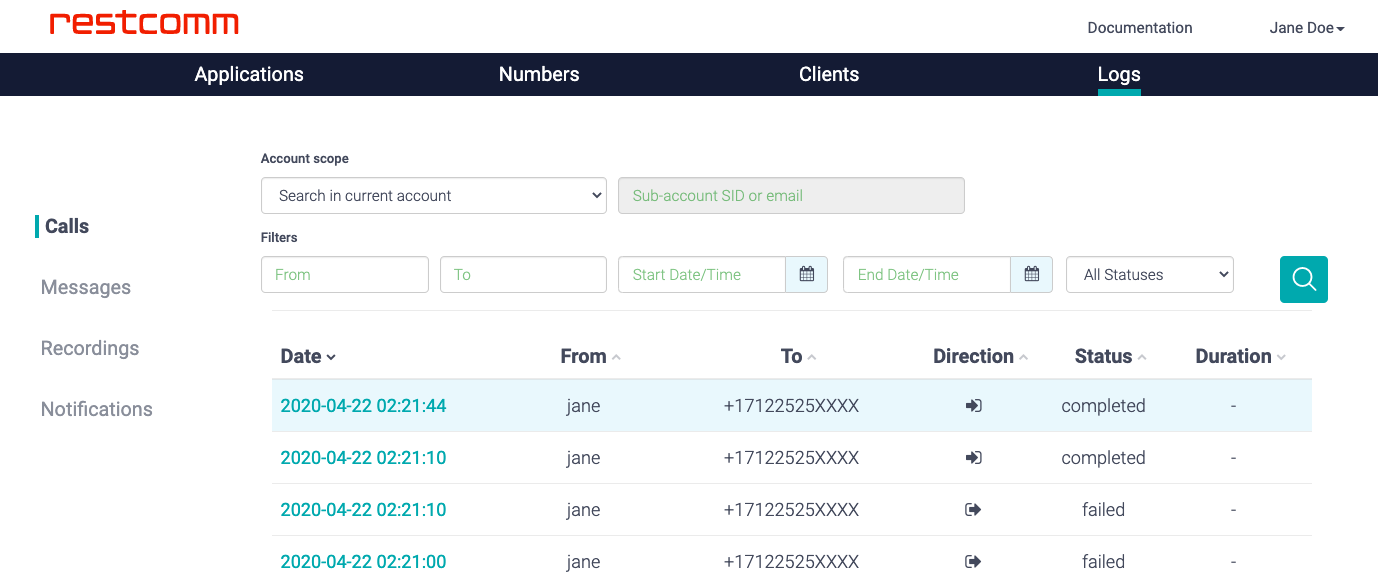 restcomm
Documentation Jane Doe
Applications Numbers Clients Logs
Account scope
Search in current account Sub-account SID or email
Calls
Filters
From To Start Date/Time End Date/Time All Statuses
Messages
Recordings
Notifications
Date From To Direction Status Duration
2020-04-22 02:21:44 jane +17122525XXXX completed -
2020-04-22 02:21:10 jane +17122525XXXX completed -
2020-04-22 02:21:10 jane +17122525XXXX failed -
2020-04-22 02:21:00 jane +17122525XXXX failed -